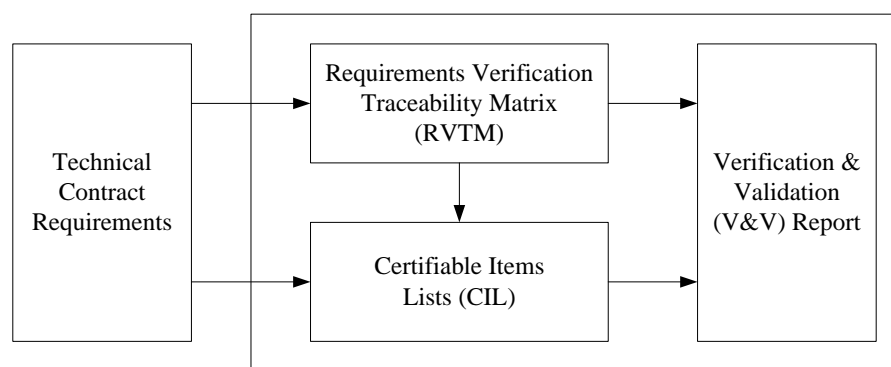 Technical
Contract
Requirements
Requirements Verification
Traceability Matrix
(RVTM)
Certifiable Items
Lists (CIL)
Verification &
Validation
(V&V) Report